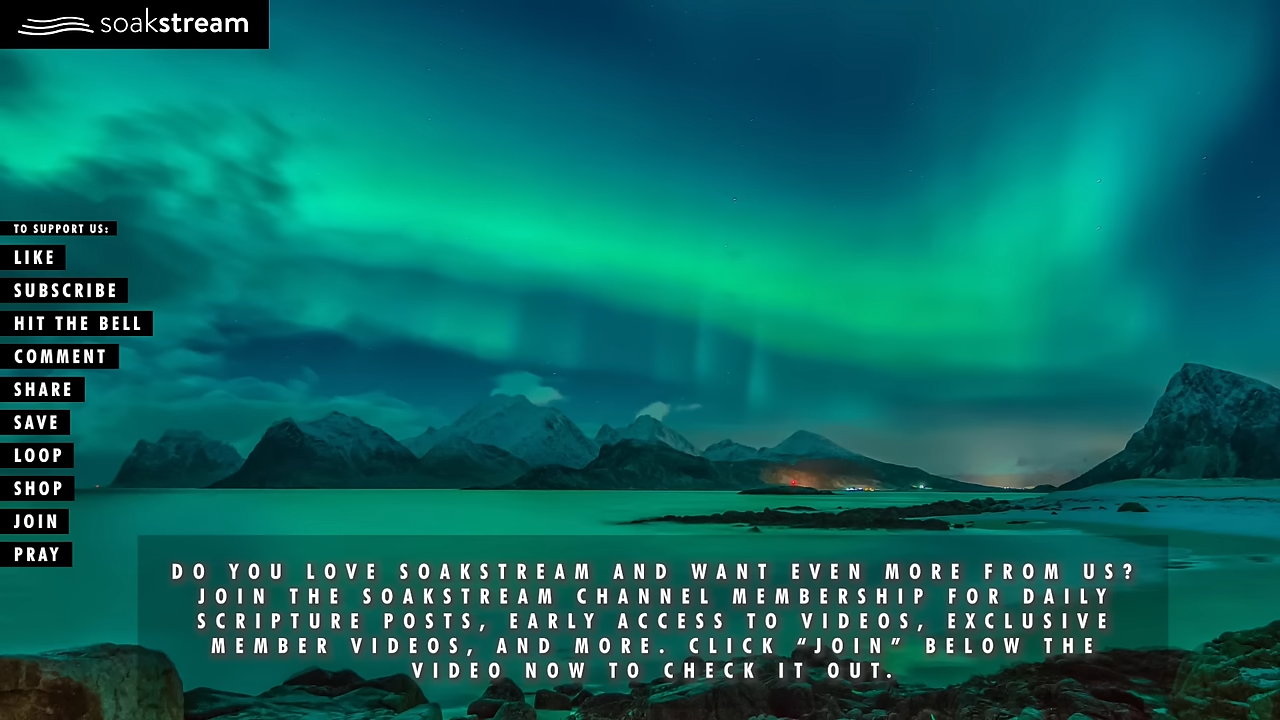 soakstream
TO SUPPORT US:
LIKE
SUBSCRIBE
HIT THE BELL
COMMENT
SHARE
SAVE
LOOP
SHOP
JOIN
PRAY
DO YOU LOVE SOAKSTREAM AND WANT EVEN MORE FROM US?
JOIN THE SOAKSTREAM CHANNEL MEMBERSHIP FOR DAILY
SCRIPTURE POSTS, EARLY ACCESS TO VIDEOS, EXCLUSIVE
MEMBER VIDEOS, AND MORE. CLICK “JOIN” BELOW THE
VIDEO NOW TO CHECK IT OUT.